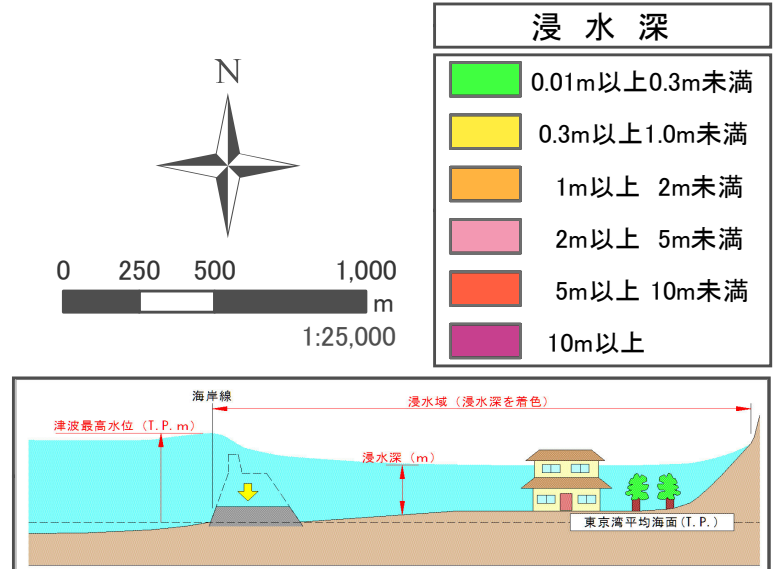 N
0 250 500 1,000
m
1:25,000
浸 水 深
0.01m以上0.3m未満
0.3m以上1.0m未満
1m以上 2m未満
2m以上 5m未満
5m以上 10m未満
10m以上
海岸線
津波最高水位(T.P.m)
浸水域(浸水深を着色)
浸水深(m)
東京湾平均海面(T.P.)